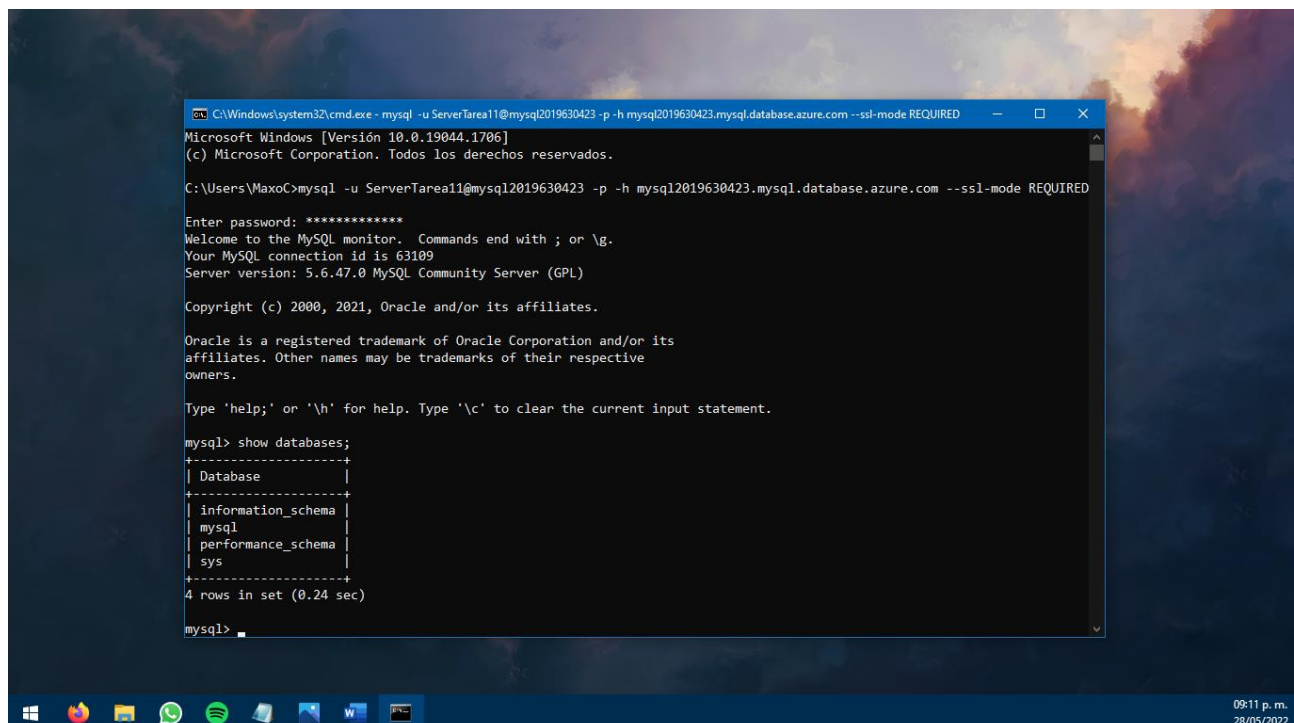 C:\Windows\system32\cmd.exe - mysql -u ServerTarea11@mysql2019630423 -p -h mysql2019630423.mysql.database.azure.com --ssl-mode REQUIRED
Microsoft Windows [Versión 10.0.19044.1706]
(c) Microsoft Corporation. Todos los derechos reservados.
C:\Users\MaxoC>mysql -u ServerTarea11@mysql2019630423 -p -h mysql2019630423.mysql.database.azure.com --ssl-mode REQUIRED
Enter password: *************
Welcome to the MySQL monitor.  Commands end with ; or \g.
Your MySQL connection id is 63109
Server version: 5.6.47.0 MySQL Community Server (GPL)
Copyright (c) 2000, 2021, Oracle and/or its affiliates.
Oracle is a registered trademark of Oracle Corporation and/or its
affiliates. Other names may be trademarks of their respective
owners.
Type 'help;' or '\h' for help. Type '\c' to clear the current input statement.
mysql> show databases;
+--------------------+
| Database           |
+--------------------+
| information_schema |
| mysql              |
| performance_schema |
| sys                |
+--------------------+
4 rows in set (0.24 sec)
mysql>
09:11 p. m.
28/05/2022